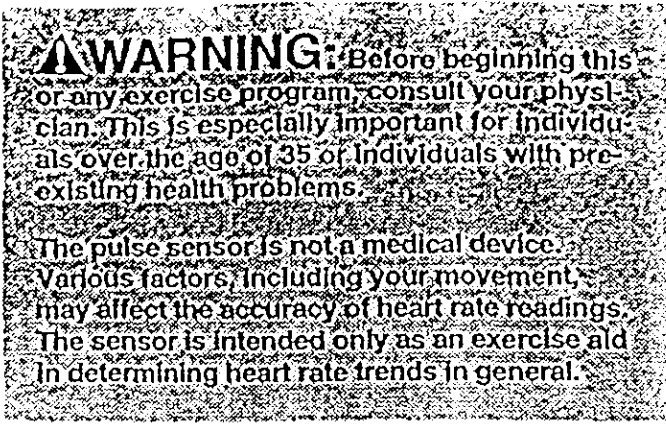 ⚠WARNING: Before beginning this
or any exercise program, consult your physi-
cian. This is especially important for individu-
als over the age of 35 or individuals with pre-
existing health problems.
The pulse sensor is not a medical device.
Various factors, including your movement,
may affect the accuracy of heart rate readings.
The sensor is intended only as an exercise aid
in determining heart rate trends in general.